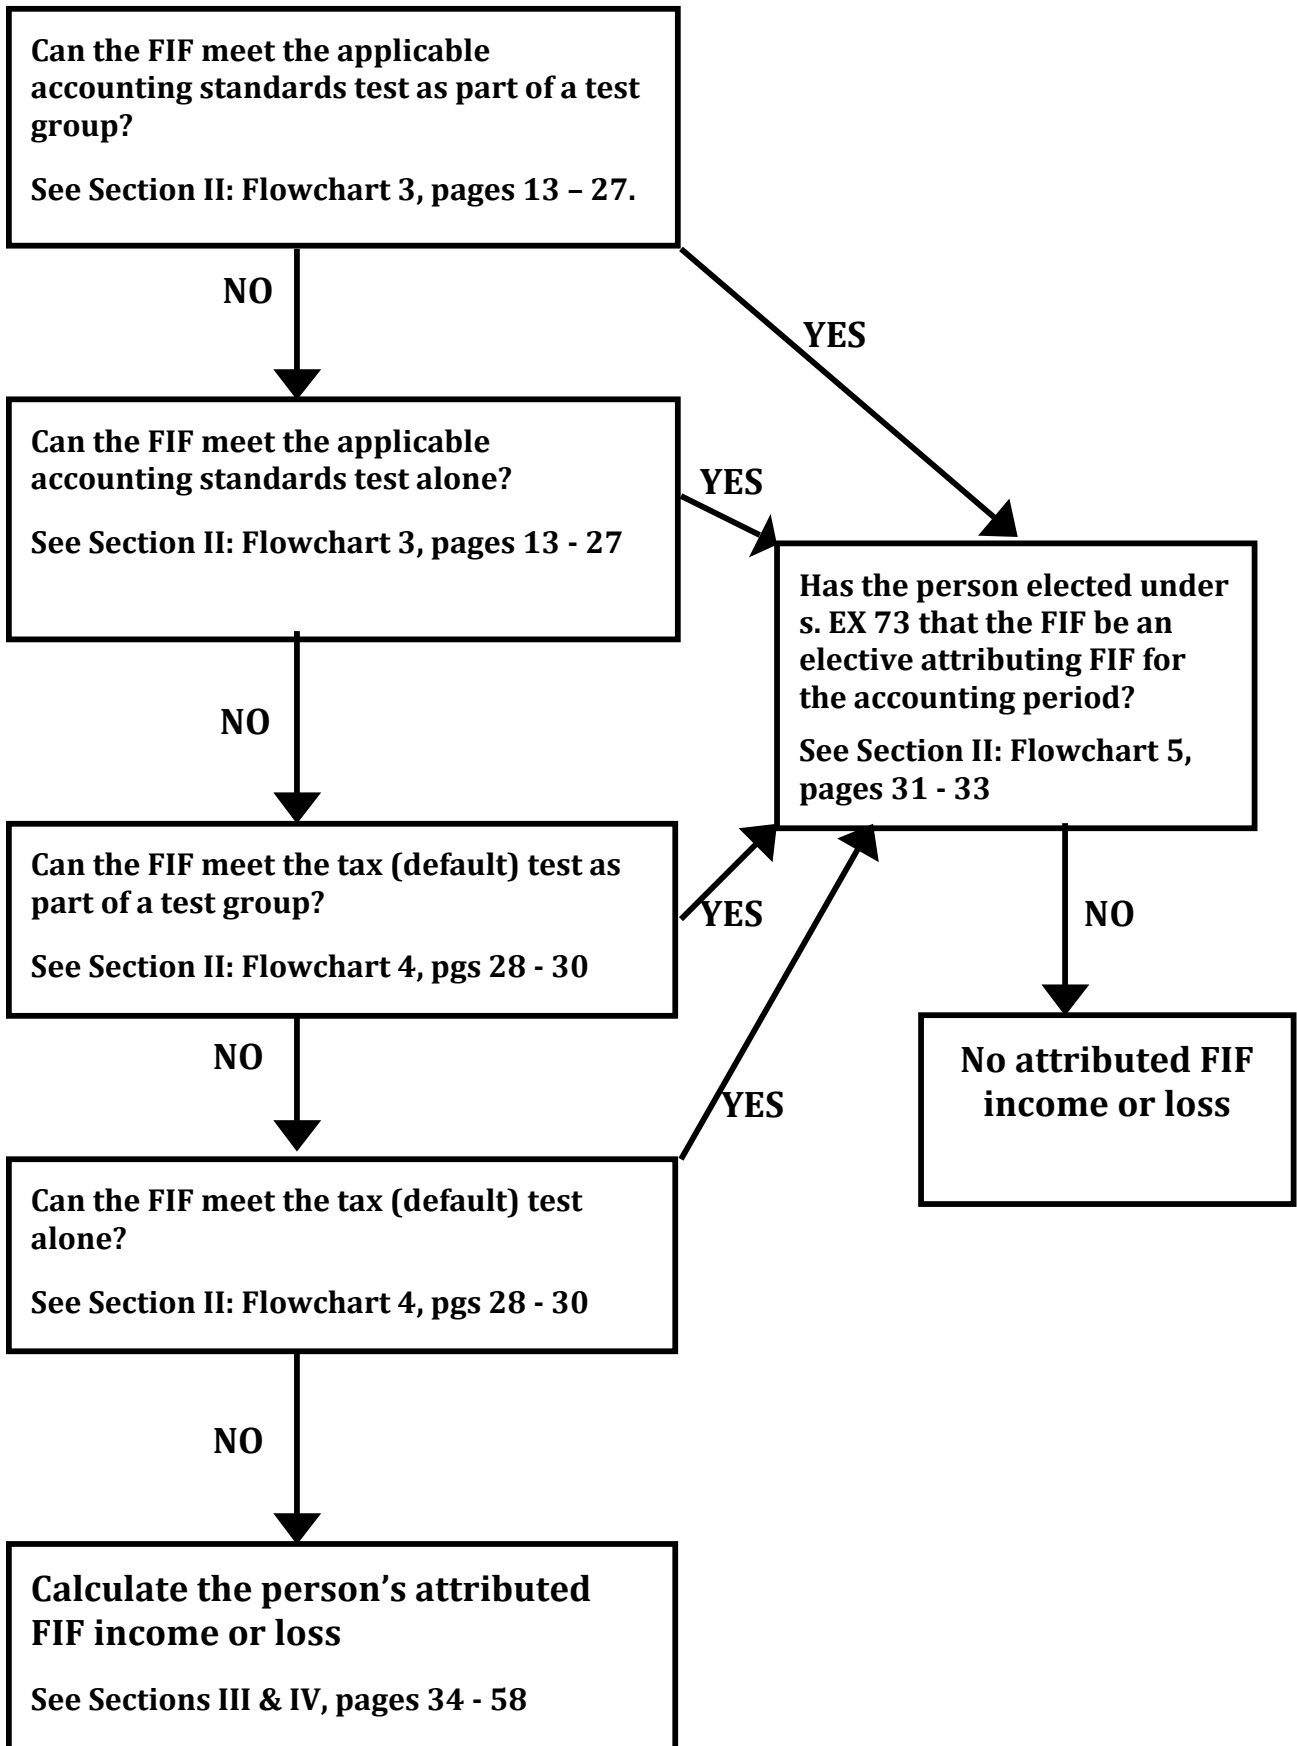 Can the FIF meet the applicable
accounting standards test as part of a test
group?
See Section II: Flowchart 3, pages 13 – 27.
NO
YES
Can the FIF meet the applicable
accounting standards test alone?
See Section II: Flowchart 3, pages 13 - 27
YES
Has the person elected under
s. EX 73 that the FIF be an
elective attributing FIF for
the accounting period?
See Section II: Flowchart 5,
pages 31 - 33
NO
Can the FIF meet the tax (default) test as
part of a test group?
See Section II: Flowchart 4, pgs 28 - 30
YES
NO
No attributed FIF
income or loss
NO
YES
Can the FIF meet the tax (default) test
alone?
See Section II: Flowchart 4, pgs 28 - 30
NO
Calculate the person’s attributed
FIF income or loss
See Sections III & IV, pages 34 - 58